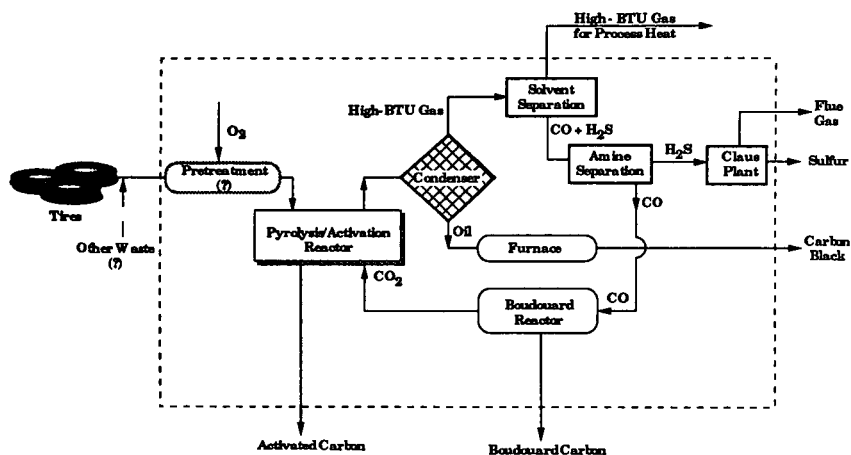 High - BTU Gas
for Process Heat
High-BTU Gas
Solvent
Separation
Flue
Gas
O2
CO + H2S
Pretreatment
(?)
Condenser
Amine
Separation
H2S
Claus
Plant
Sulfur
Tires
CO
Other Waste
(?)
Pyrolysis/Activation
Reactor
Oil
Furnace
Carbon
Black
CO2
CO
Boudouard
Reactor
Activated Carbon
Boudouard Carbon